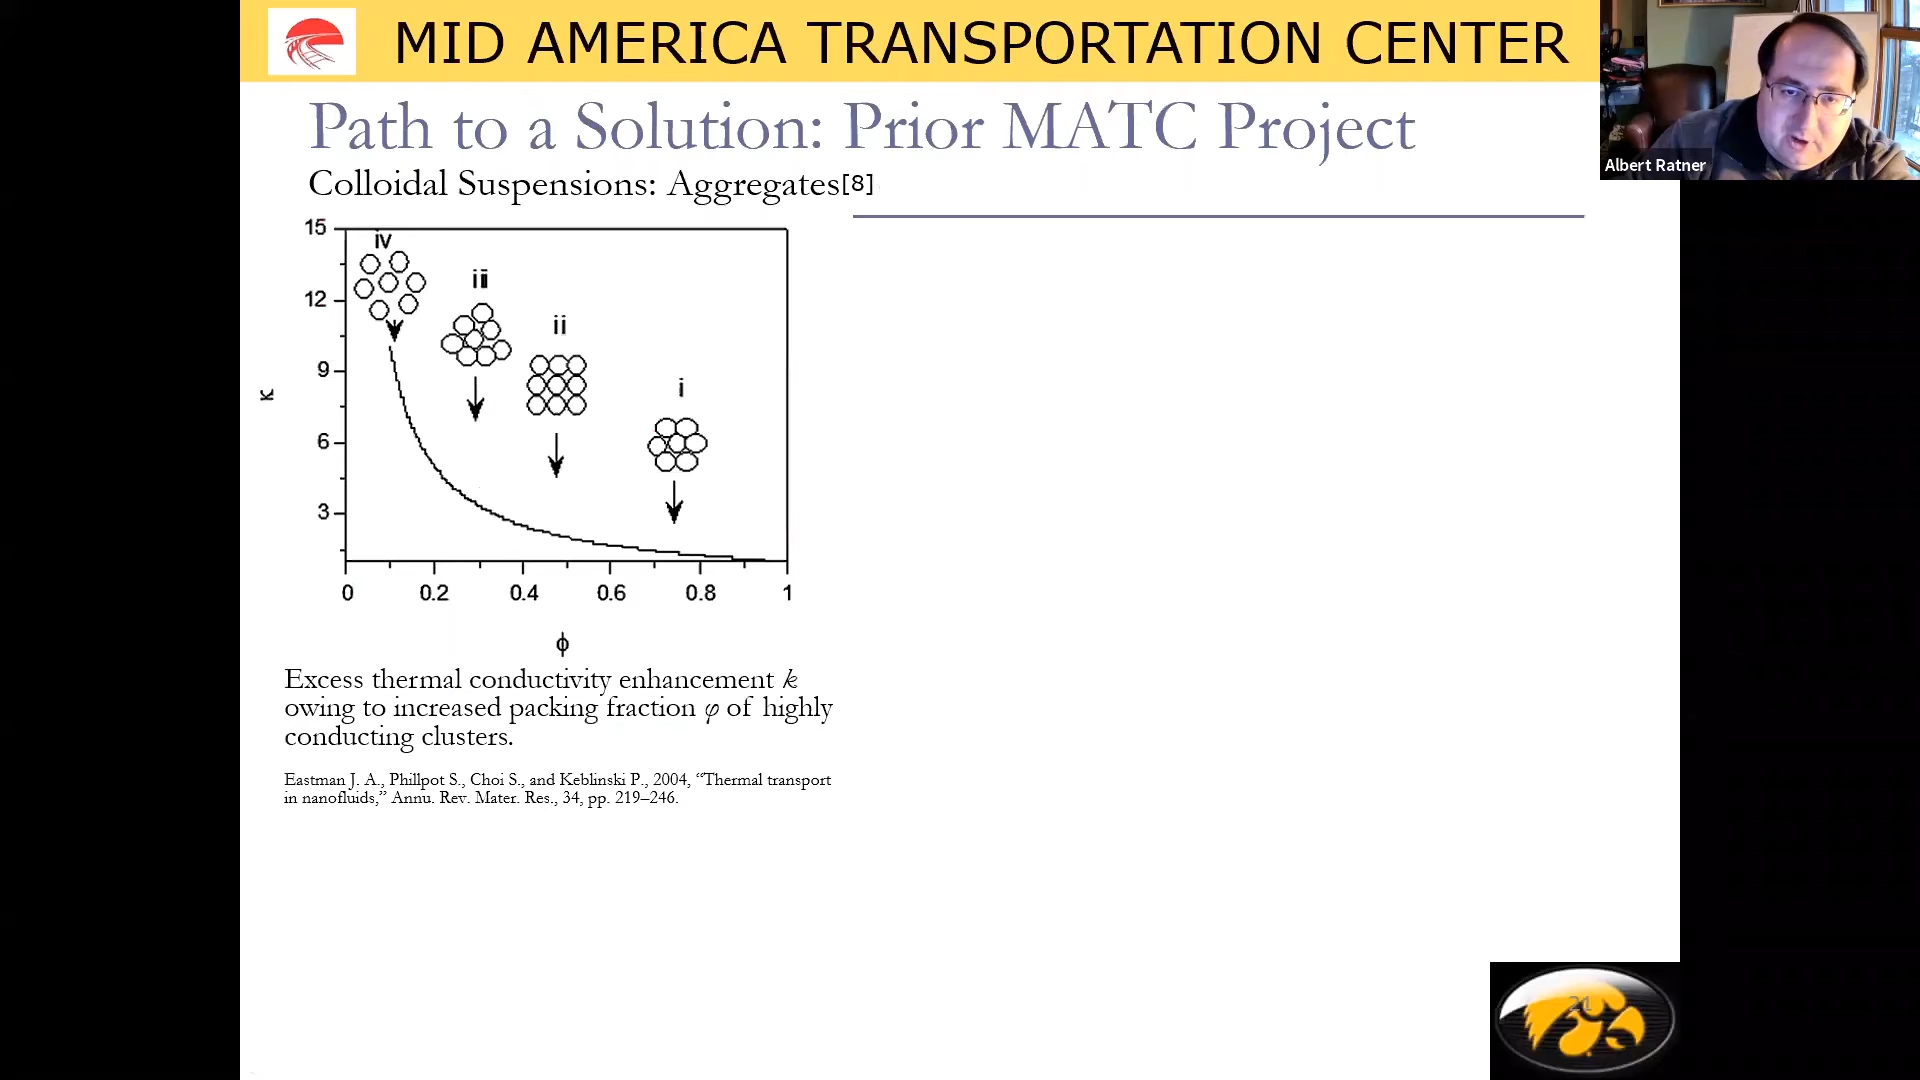 MID AMERICA TRANSPORTATION CENTER
Path to a Solution: Prior MATC Project
Albert Ratner
Colloidal Suspensions: Aggregates[8]
15
12
9
6
3
κ
iv
iii
ii
i
0
0.2
0.4
0.6
0.8
1
ϕ
Excess thermal conductivity enhancement k
owing to increased packing fraction φ of highly
conducting clusters.
Eastman J. A., Phillpot S., Choi S., and Keblinski P., 2004, “Thermal transport
in nanofluids,” Annu. Rev. Mater. Res., 34, pp. 219–246.
21